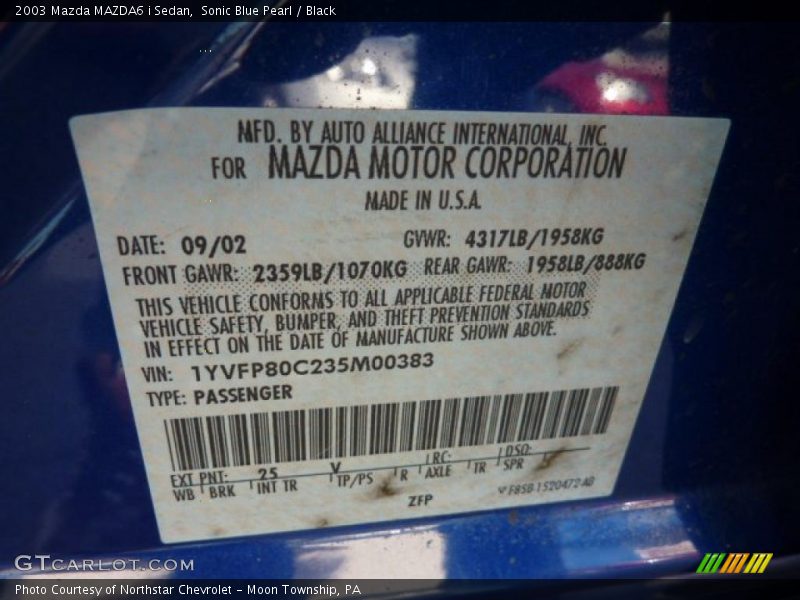 2003 Mazda MAZDA6 i Sedan, Sonic Blue Pearl / Black
MFD. BY AUTO ALLIANCE INTERNATIONAL, INC.
FOR MAZDA MOTOR CORPORATION
MADE IN U.S.A.
DATE: 09/02 GVWR: 4317LB/1958KG
FRONT GAWR: 2359LB/1070KG REAR GAWR: 1958LB/888KG
THIS VEHICLE CONFORMS TO ALL APPLICABLE FEDERAL MOTOR
VEHICLE SAFETY, BUMPER, AND THEFT PREVENTION STANDARDS
IN EFFECT ON THE DATE OF MANUFACTURE SHOWN ABOVE.
VIN: 1YVFP80C235M00383
TYPE: PASSENGER
EXT PNT: 25 V RC: DSO:
WB BRK INT TR TP/PS R AXLE TR SPR
ZFP F85B-1520472-AB
GTCARLOT.COM
Photo Courtesy of Northstar Chevrolet - Moon Township, PA